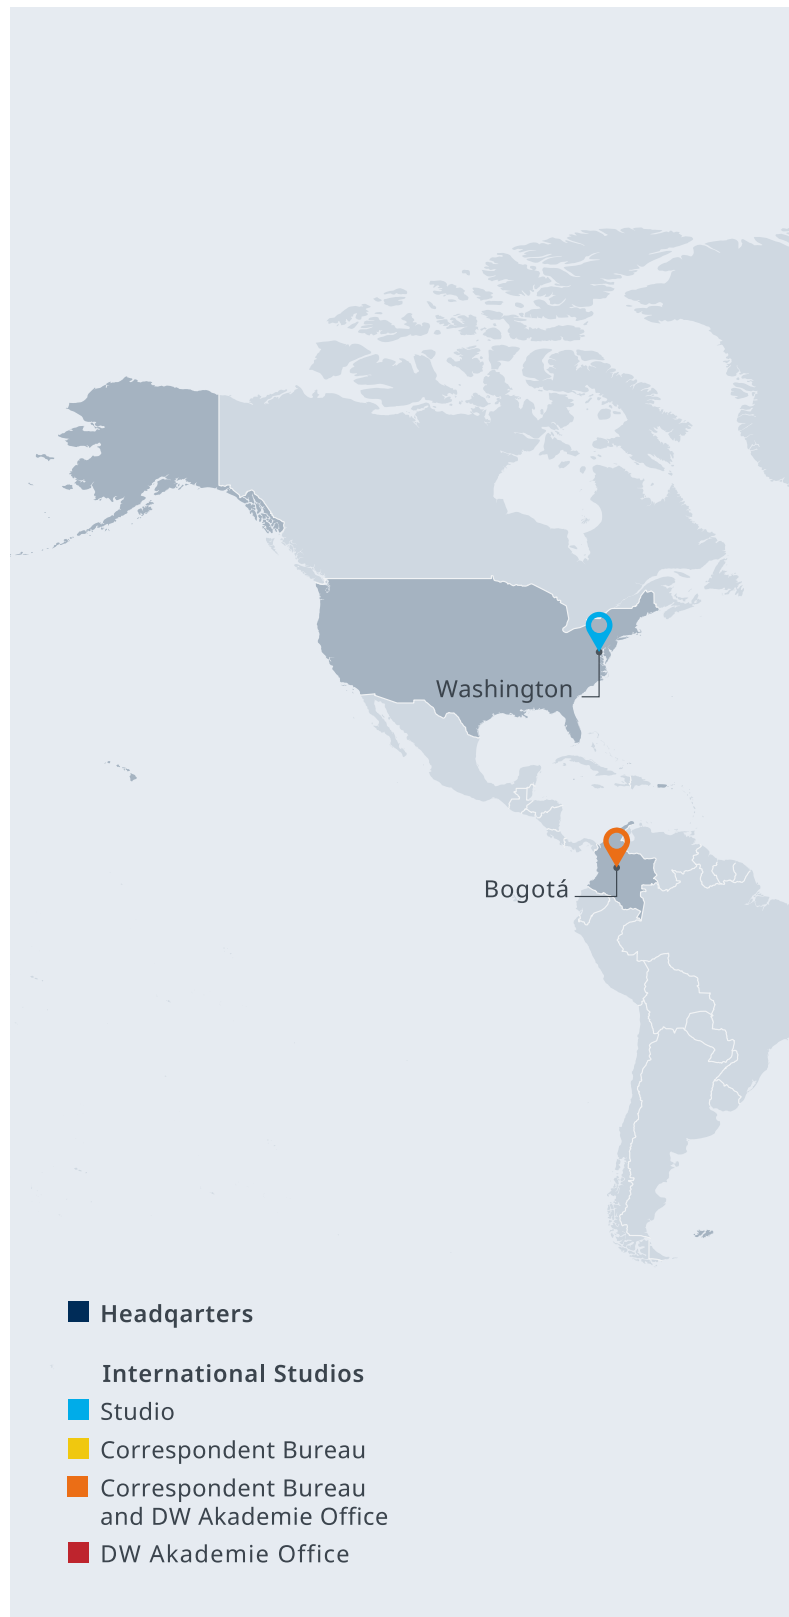 Washington
Bogotá
Headqarters
International Studios
Studio
Correspondent Bureau
Correspondent Bureau
and DW Akademie Office
DW Akademie Office